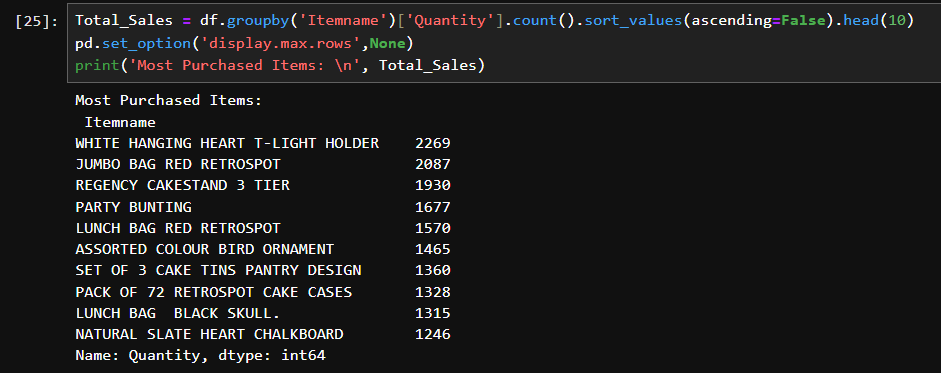 [25]: Total_Sales = df.groupby('Itemname')['Quantity'].count().sort_values(ascending=False).head(10)
pd.set_option('display.max.rows',None)
print('Most Purchased Items: \n', Total_Sales)
Most Purchased Items:
 Itemname
WHITE HANGING HEART T-LIGHT HOLDER    2269
JUMBO BAG RED RETROSPOT               2087
REGENCY CAKESTAND 3 TIER              1930
PARTY BUNTING                         1677
LUNCH BAG RED RETROSPOT               1570
ASSORTED COLOUR BIRD ORNAMENT         1465
SET OF 3 CAKE TINS PANTRY DESIGN      1360
PACK OF 72 RETROSPOT CAKE CASES       1328
LUNCH BAG  BLACK SKULL.               1315
NATURAL SLATE HEART CHALKBOARD        1246
Name: Quantity, dtype: int64